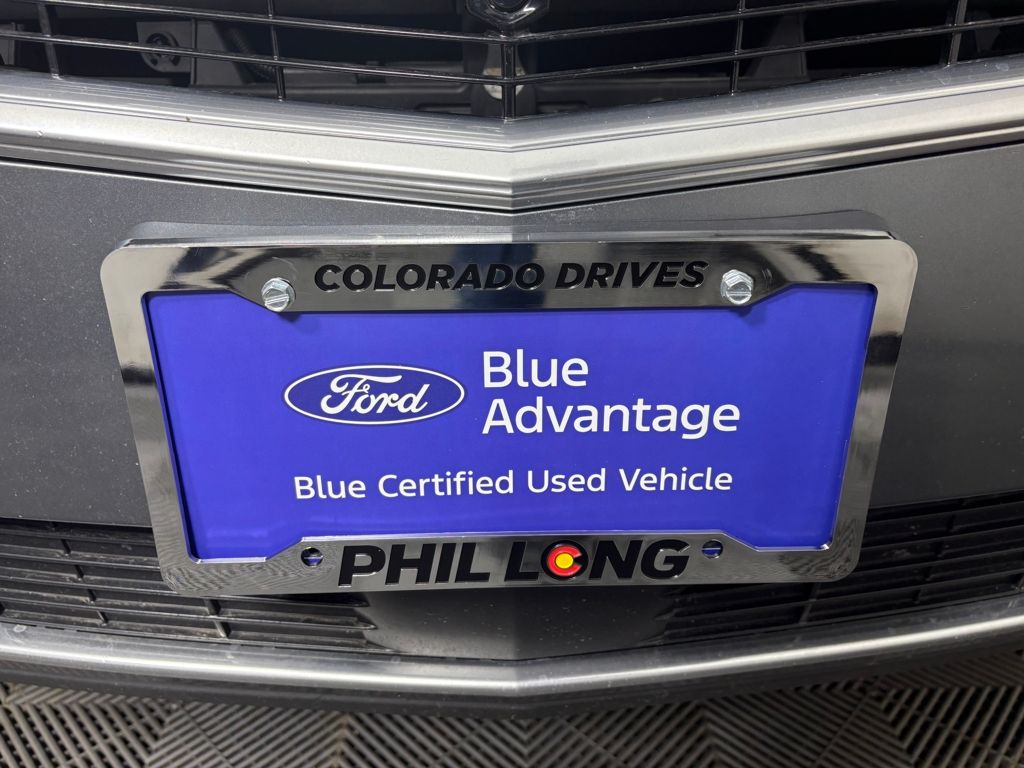 COLORADO DRIVES
Ford
Blue
Advantage
Blue Certified Used Vehicle
PHIL LONG